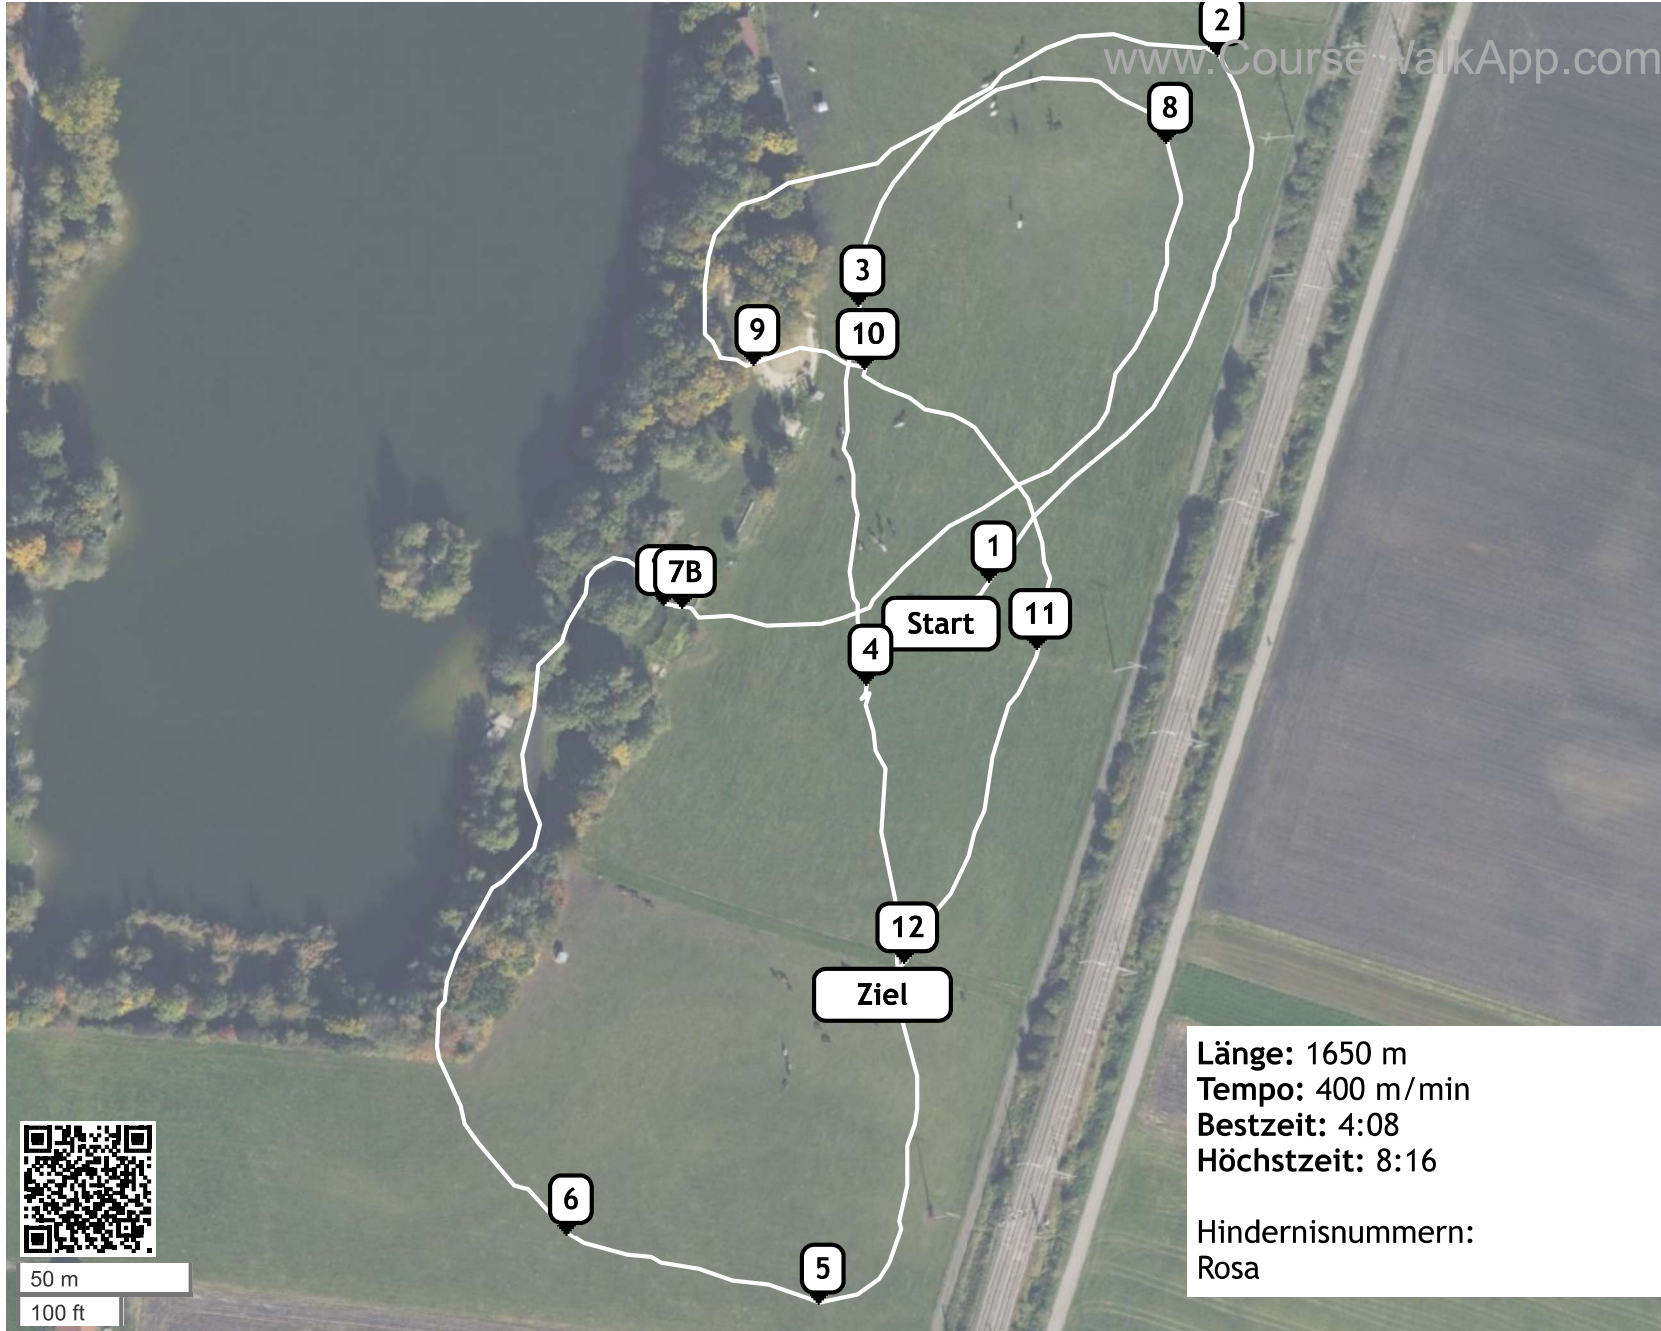 2
www.CourseWalkApp.com
8
3
9
10
1
7B
Start
11
4
12
Ziel
Länge: 1650 m
Tempo: 400 m/min
Bestzeit: 4:08
Höchstzeit: 8:16
6
Hindernisnummern:
Rosa
5
50 m
100 ft